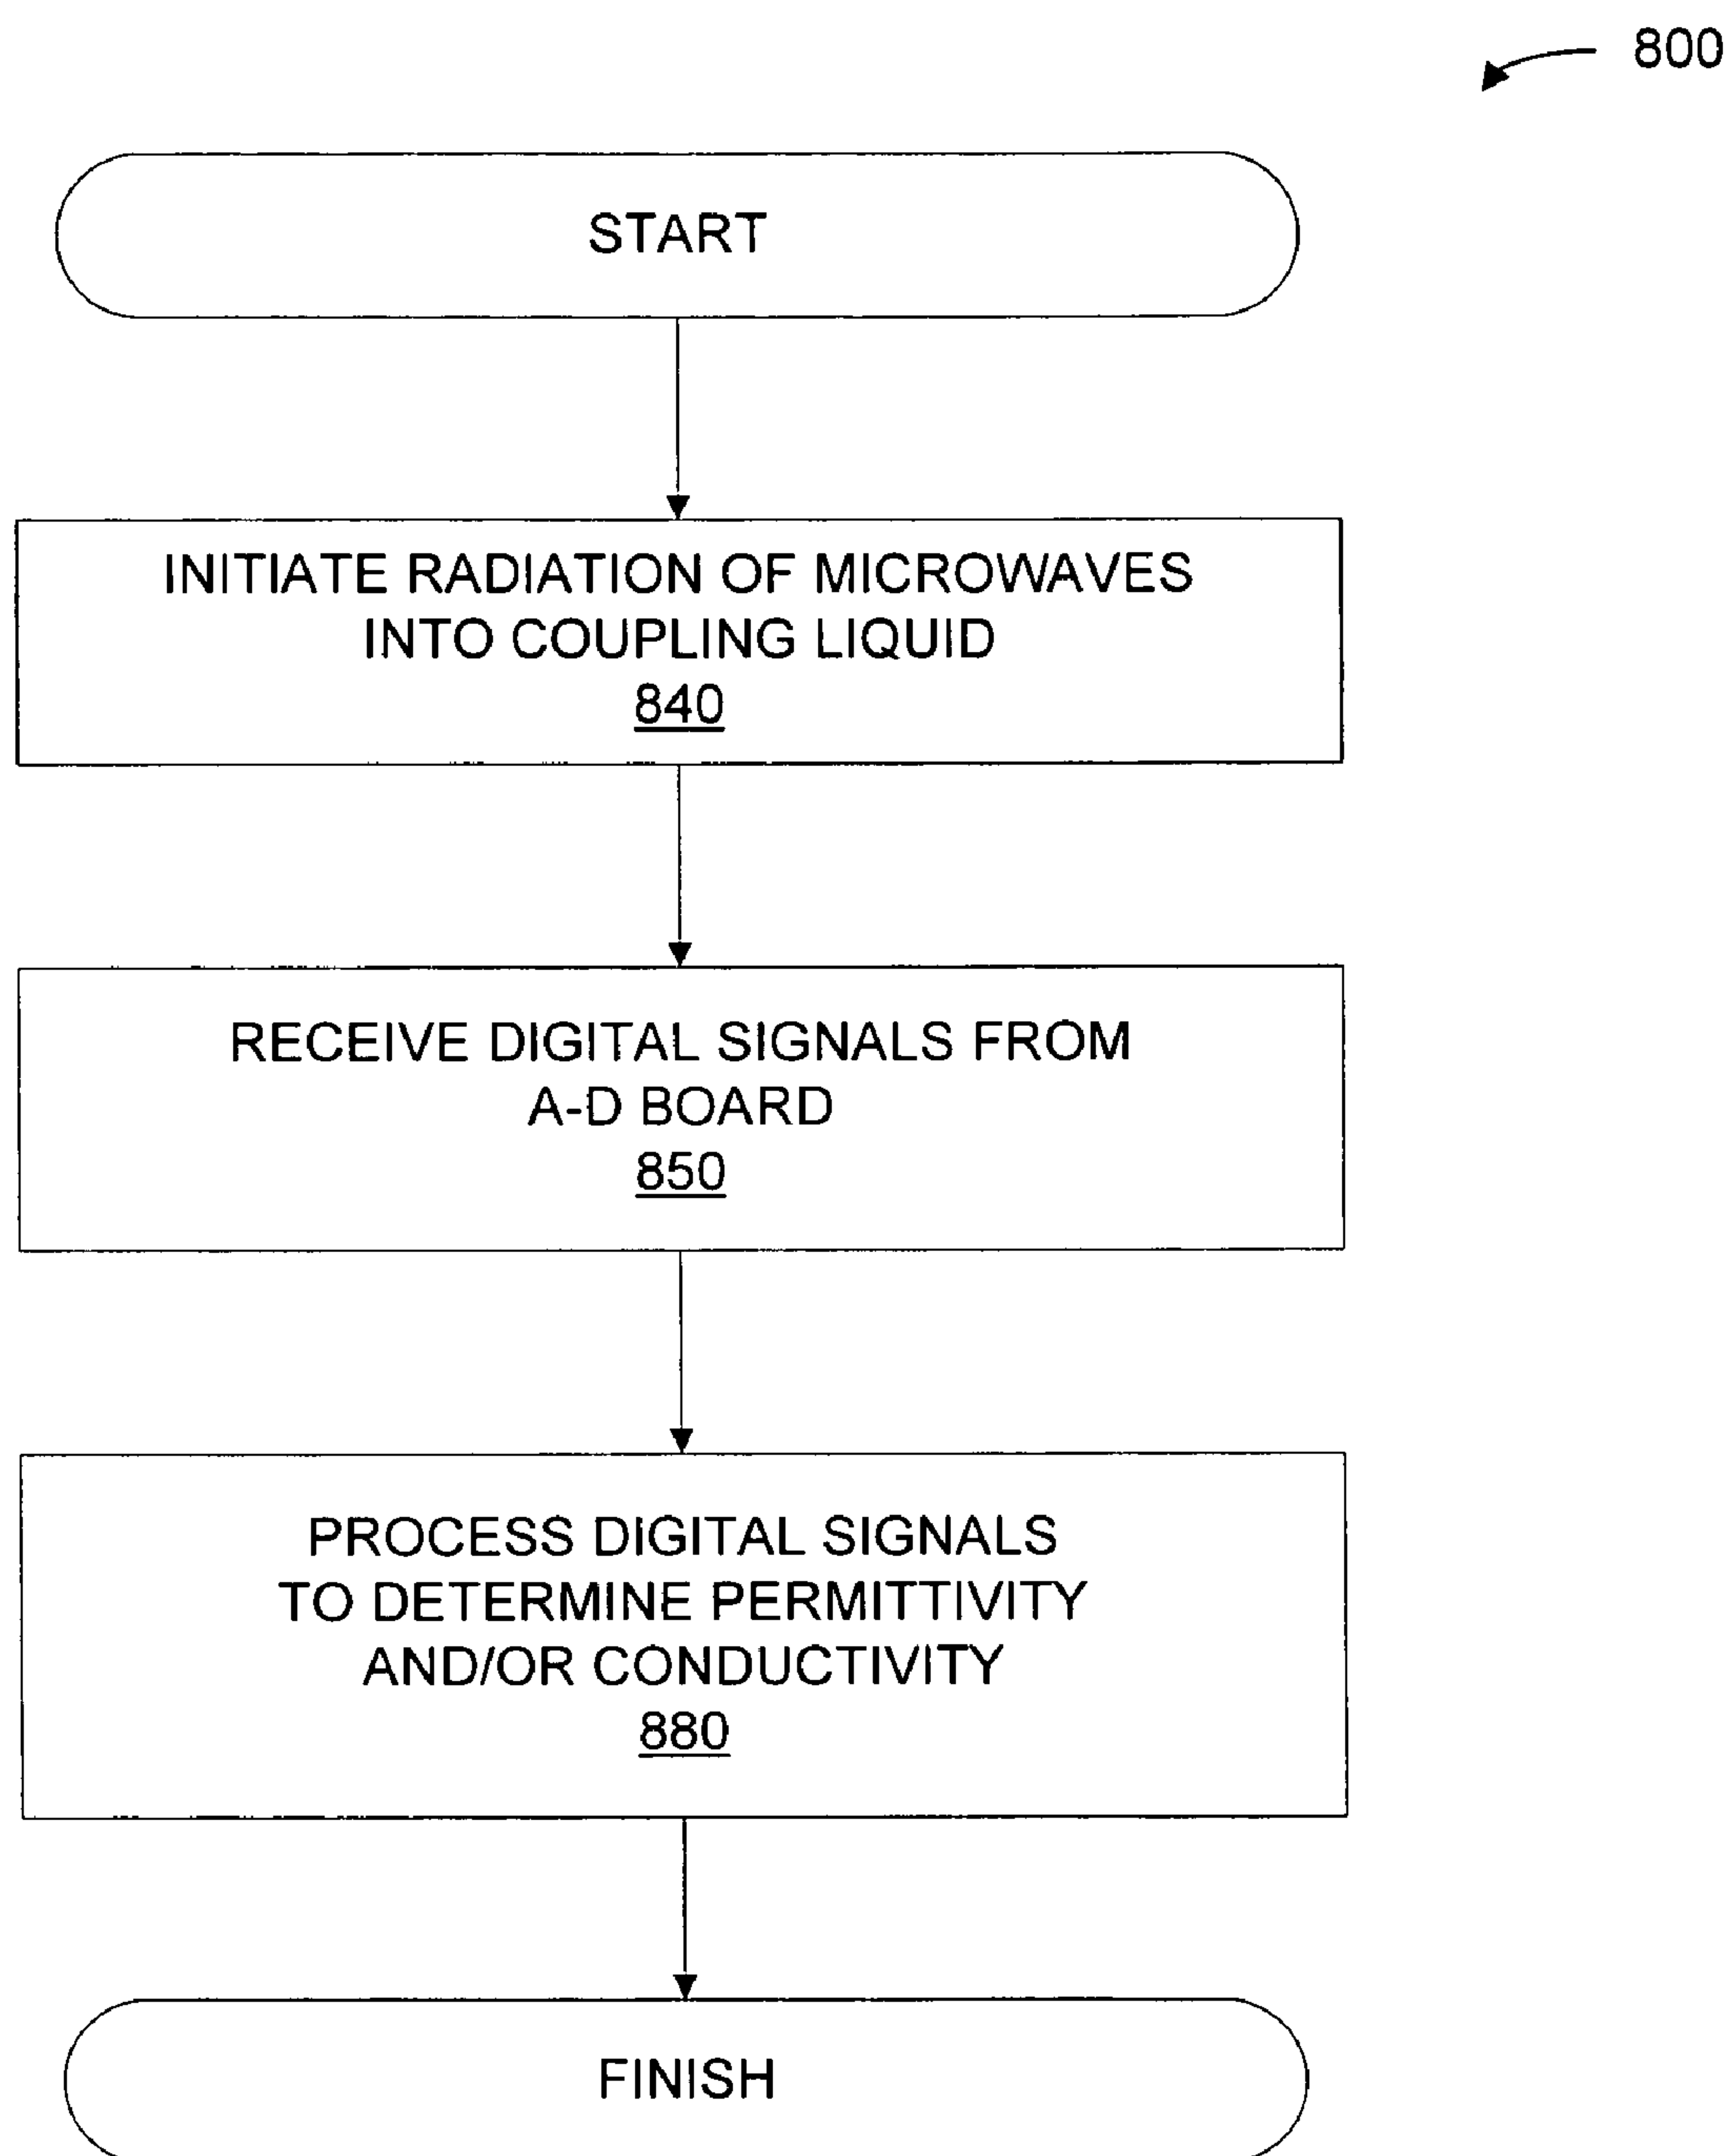 800
START
INITIATE RADIATION OF MICROWAVES
INTO COUPLING LIQUID
840
RECEIVE DIGITAL SIGNALS FROM
A-D BOARD
850
PROCESS DIGITAL SIGNALS
TO DETERMINE PERMITTIVITY
AND/OR CONDUCTIVITY
880
FINISH